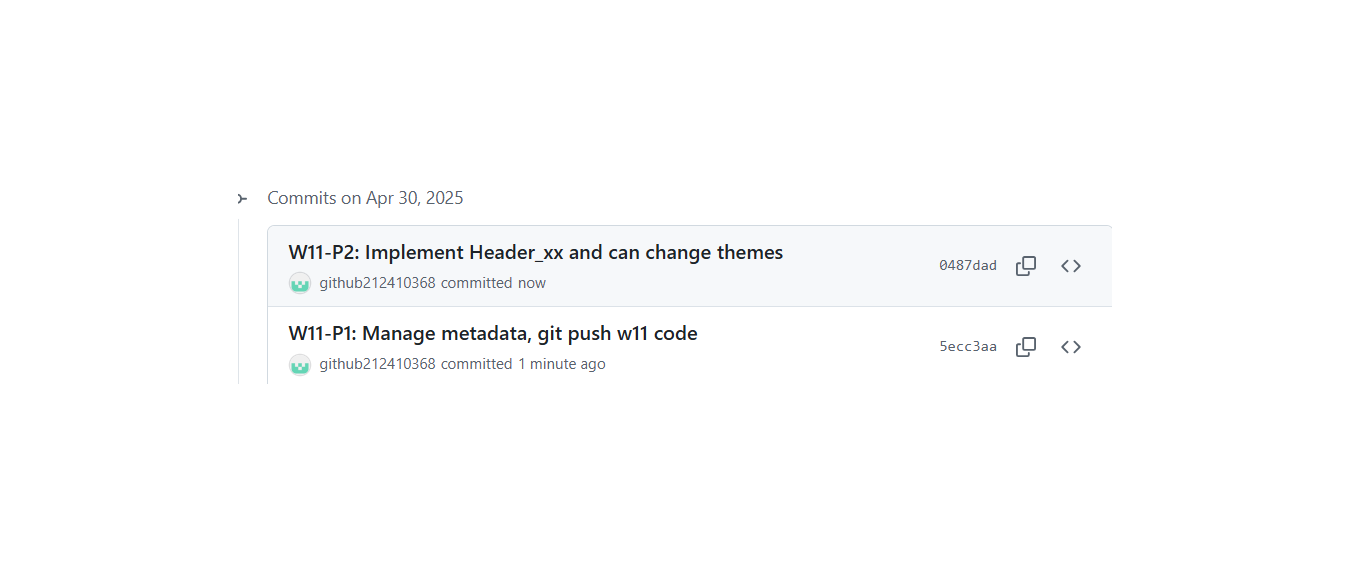 Commits on Apr 30, 2025
W11-P2: Implement Header_xx and can change themes
github212410368 committed now
0487dad
W11-P1: Manage metadata, git push w11 code
github212410368 committed 1 minute ago
5ecc3aa